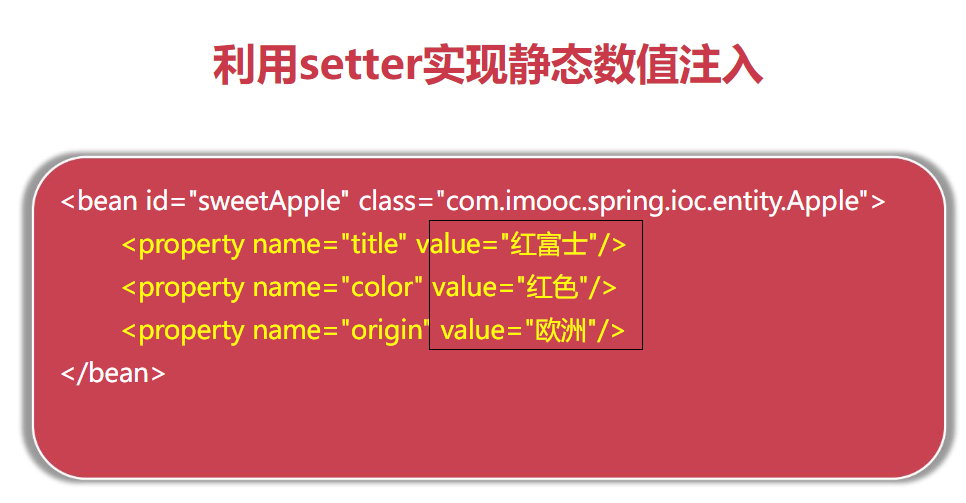 利用setter实现静态数值注入
<bean id="sweetApple" class="com.imooc.spring.ioc.entity.Apple">
<property name="title" value="红富士"/>
<property name="color" value="红色"/>
<property name="origin" value="欧洲"/>
</bean>